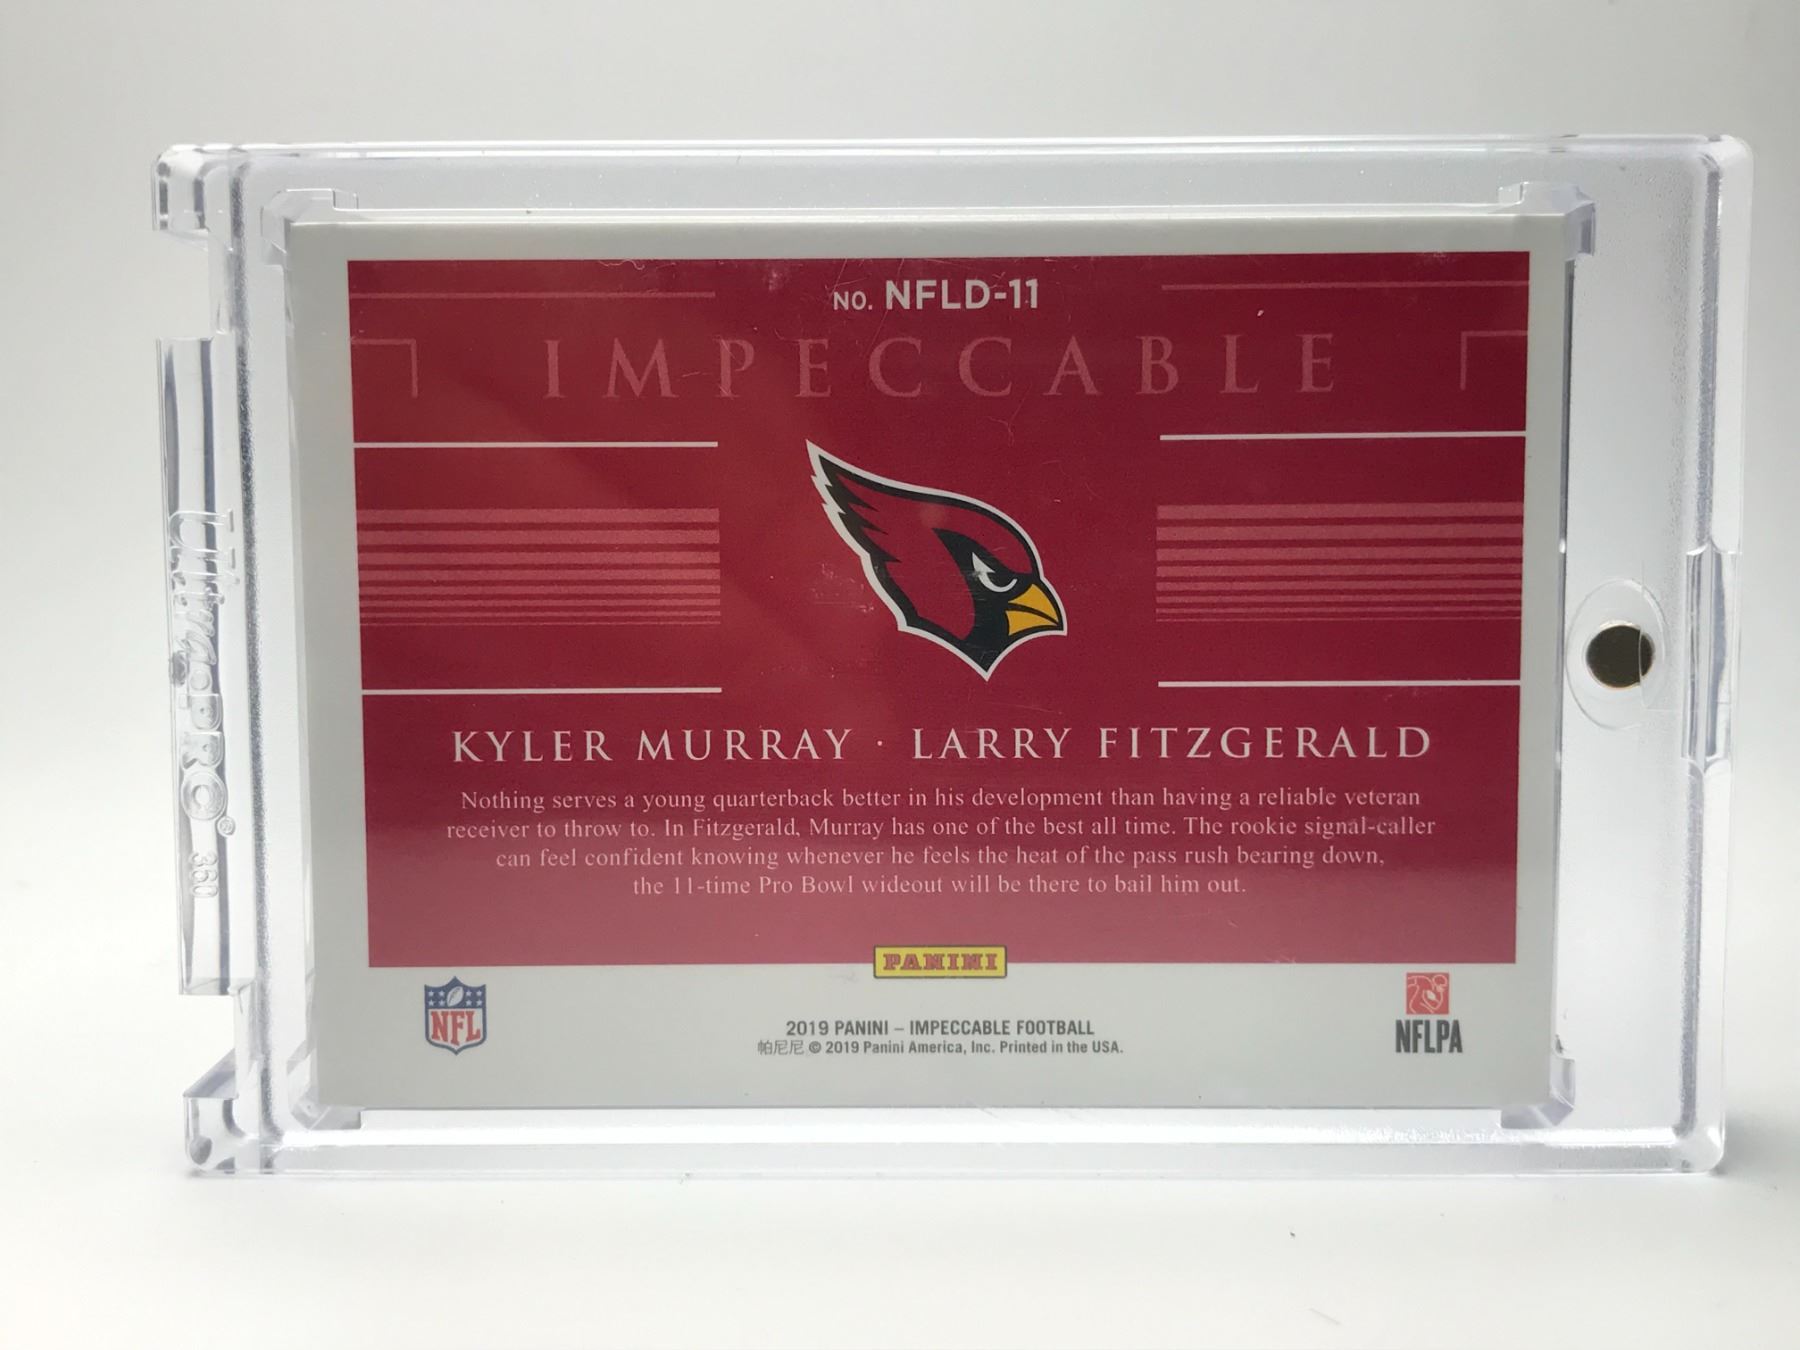 NO. NFLD-11
IMPECCABLE
KYLER MURRAY · LARRY FITZGERALD
Nothing serves a young quarterback better in his development than having a reliable veteran
receiver to throw to. In Fitzgerald, Murray has one of the best all time. The rookie signal-caller
can feel confident knowing whenever he feels the heat of the pass rush bearing down,
the 11-time Pro Bowl wideout will be there to bail him out.
PANINI
NFL
2019 PANINI – IMPECCABLE FOOTBALL
帕尼尼 © 2019 Panini America, Inc. Printed in the USA.
NFLPA
UltraPRO® 360